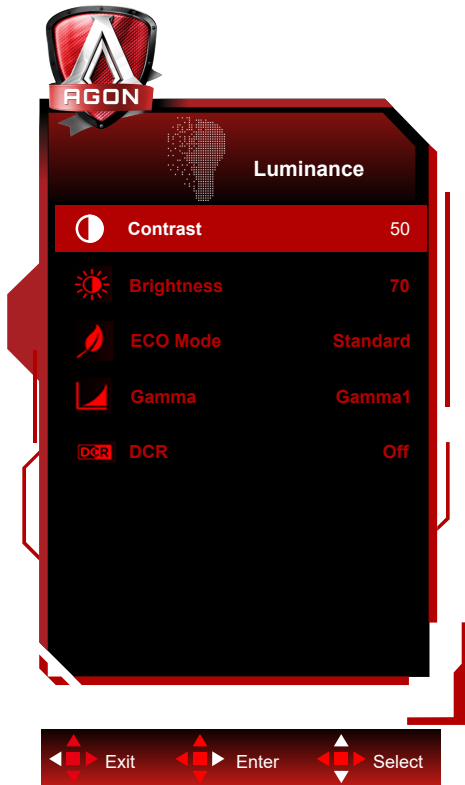 AGON
Luminance
Contrast 50
Brightness 70
ECO Mode Standard
Gamma Gamma1
DCR DCR Off
Exit Enter Select